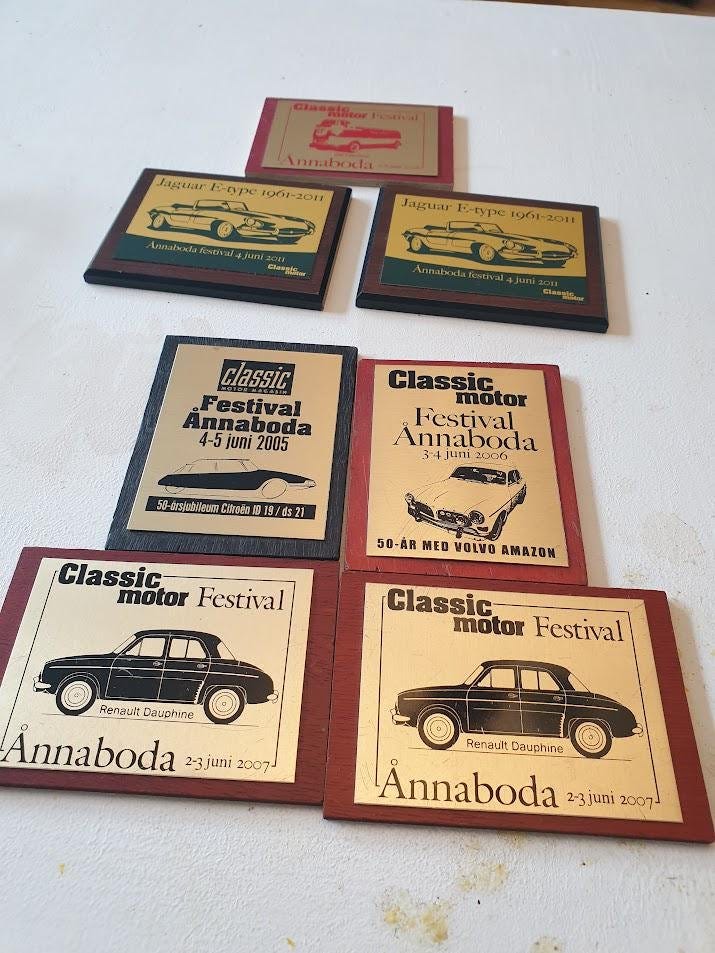 Classic
motor Festival
Ånnaboda
Jaguar E-type 1961-2011
Ånnaboda festival 4 juni 2011
Classic
motor
Jaguar E-type 1961-2011
Ånnaboda festival 4 juni 2011
Classic
motor
classic
MOTOR MAGASIN
Festival
Ånnaboda
4-5 juni 2005
50-årsjubileum Citroën ID 19 / ds 21
Classic
motor
Festival
Ånnaboda
3-4 juni 2006
50-ÅR MED VOLVO AMAZON
Classic
motor Festival
Renault Dauphine
Ånnaboda 2-3 juni 2007
Classic
motor Festival
Renault Dauphine
Ånnaboda 2-3 juni 2007